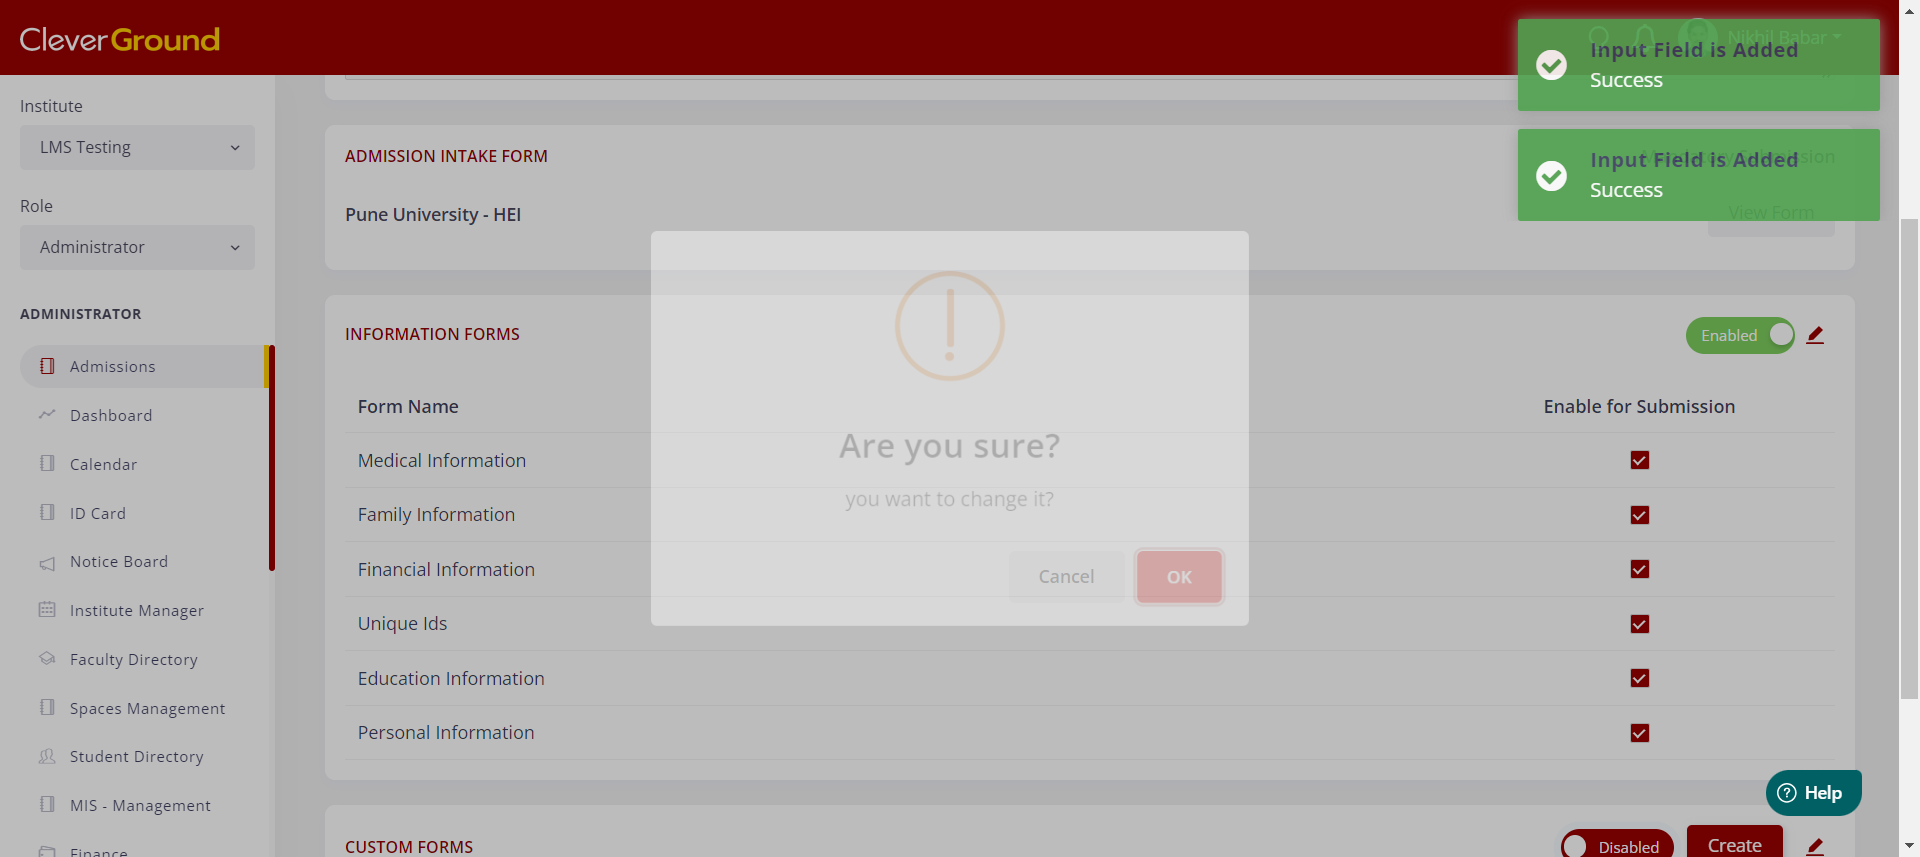 CleverGround
Nikhil Babar
Input Field is Added
Success
Input Field is Added
Success
Institute
LMS Testing
Role
Administrator
ADMINISTRATOR
Admissions
Dashboard
Calendar
ID Card
Notice Board
Institute Manager
Faculty Directory
Spaces Management
Student Directory
MIS - Management
Finance
ADMISSION INTAKE FORM
Pune University - HEI
View Form
INFORMATION FORMS
Enabled
Form Name
Enable for Submission
Medical Information
Family Information
Financial Information
Unique Ids
Education Information
Personal Information
Are you sure?
you want to change it?
Cancel
OK
CUSTOM FORMS
Disabled
Create
Help